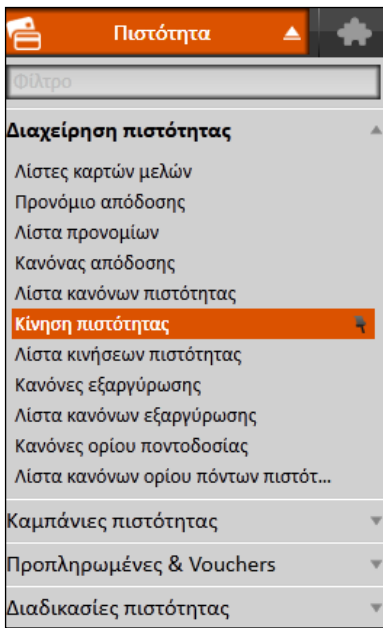 Πιστότητα
Φίλτρο
Διαχείρηση πιστότητας
Λίστες καρτών μελών
Προνόμιο απόδοσης
Λίστα προνομίων
Κανόνας απόδοσης
Λίστα κανόνων πιστότητας
Κίνηση πιστότητας
Λίστα κινήσεων πιστότητας
Κανόνες εξαργύρωσης
Λίστα κανόνων εξαργύρωσης
Κανόνες ορίου ποντοδοσίας
Λίστα κανόνων ορίου πόντων πιστότ...
Καμπάνιες πιστότητας
Προπληρωμένες & Vouchers
Διαδικασίες πιστότητας